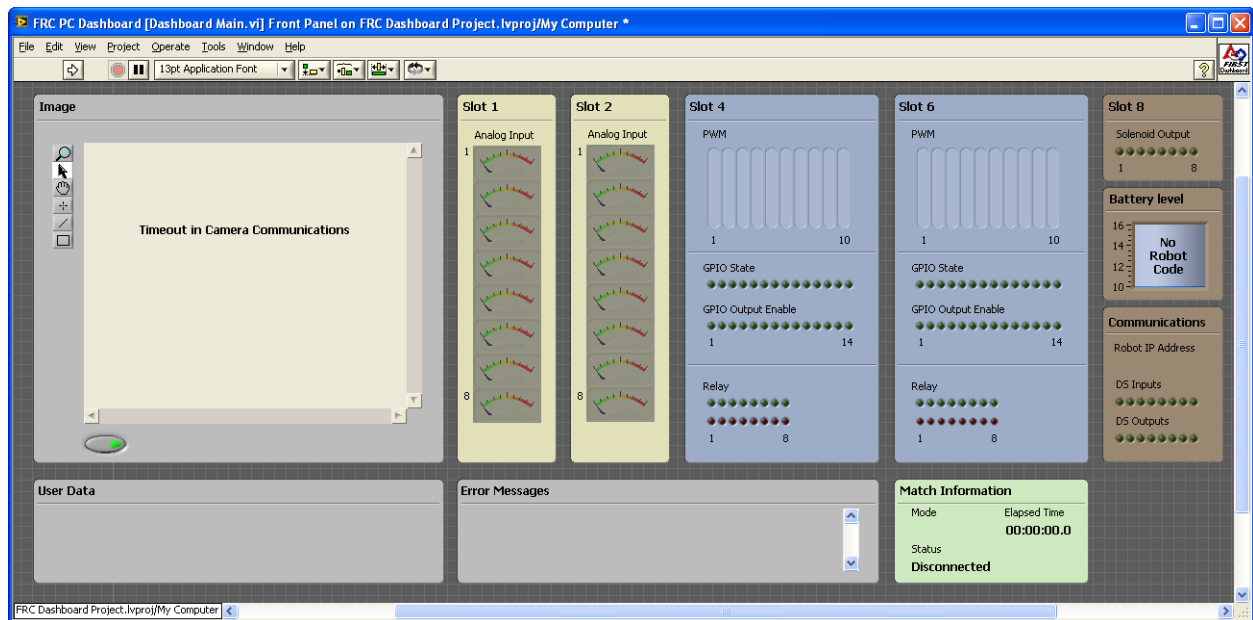 FRC PC Dashboard [Dashboard Main.vi] Front Panel on FRC Dashboard Project.lvproj/My Computer *
File Edit View Project Operate Tools Window Help
13pt Application Font
?
FIRST
Dashboard
Image
Timeout in Camera Communications
Slot 1
Analog Input
1
8
Slot 2
Analog Input
1
8
Slot 4
PWM
1 10
GPIO State
GPIO Output Enable
1 14
Relay
1 8
Slot 6
PWM
1 10
GPIO State
GPIO Output Enable
1 14
Relay
1 8
Slot 8
Solenoid Output
1 8
Battery level
16
14
12
10
No
Robot
Code
Communications
Robot IP Address
DS Inputs
DS Outputs
User Data
Error Messages
Match Information
Mode Elapsed Time
00:00:00.0
Status
Disconnected
FRC Dashboard Project.lvproj/My Computer